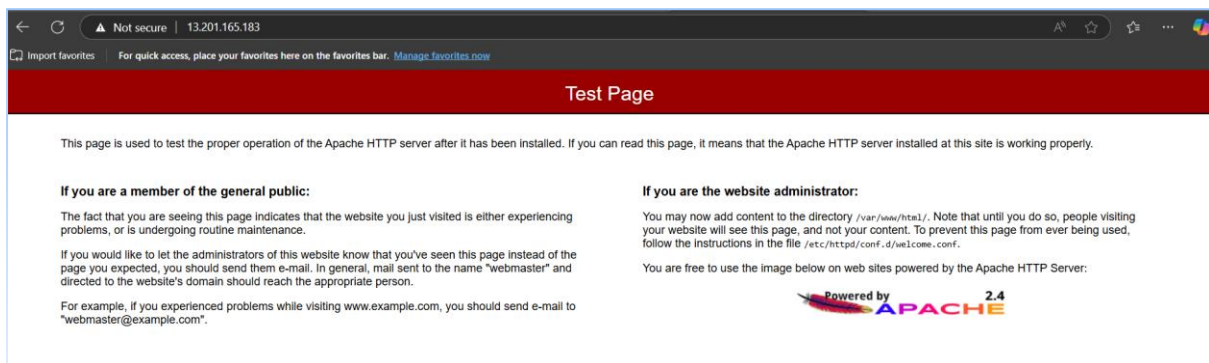 Not secure 13.201.165.183
Import favorites For quick access, place your favorites here on the favorites bar. Manage favorites now
Test Page
This page is used to test the proper operation of the Apache HTTP server after it has been installed. If you can read this page, it means that the Apache HTTP server installed at this site is working properly.
If you are a member of the general public:
The fact that you are seeing this page indicates that the website you just visited is either experiencing
problems, or is undergoing routine maintenance.
If you would like to let the administrators of this website know that you've seen this page instead of the
page you expected, you should send them e-mail. In general, mail sent to the name "webmaster" and
directed to the website's domain should reach the appropriate person.
For example, if you experienced problems while visiting www.example.com, you should send e-mail to
"webmaster@example.com".
If you are the website administrator:
You may now add content to the directory /var/www/html/. Note that until you do so, people visiting
your website will see this page, and not your content. To prevent this page from ever being used,
follow the instructions in the file /etc/httpd/conf.d/welcome.conf.
You are free to use the image below on web sites powered by the Apache HTTP Server:
Powered by 2.4
APACHE